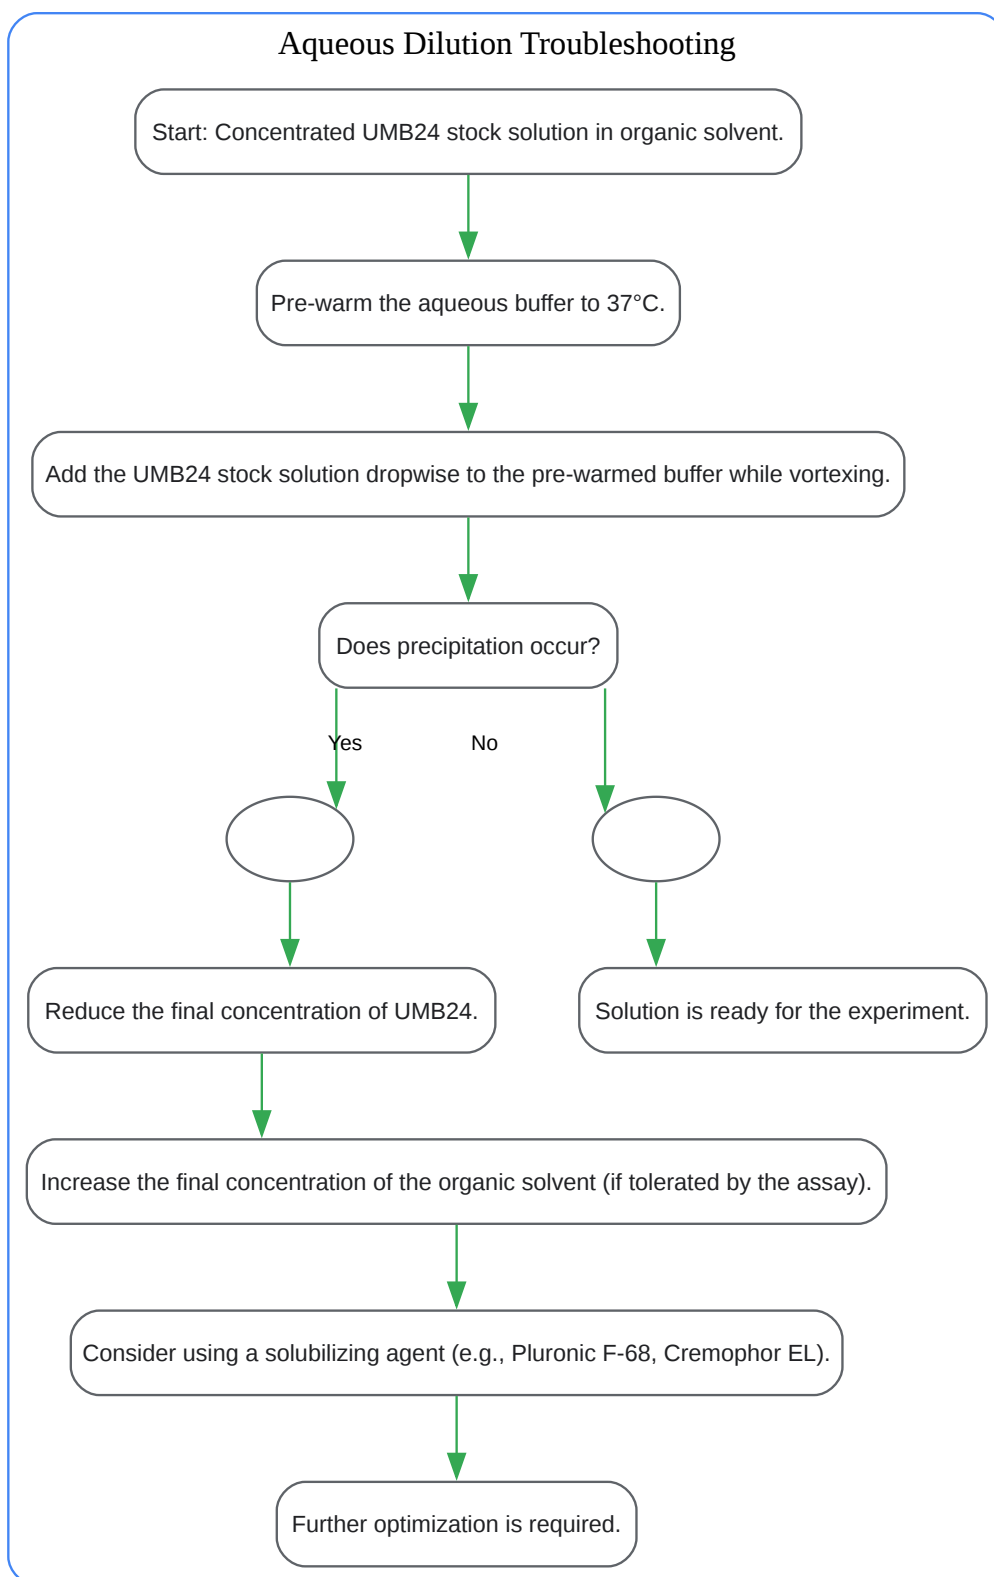 Aqueous Dilution Troubleshooting
Start: Concentrated UMB24 stock solution in organic solvent.
Pre-warm the aqueous buffer to 37°C.
Add the UMB24 stock solution dropwise to the pre-warmed buffer while vortexing.
Does precipitation occur?
Yes
No
Reduce the final concentration of UMB24.
Solution is ready for the experiment.
Increase the final concentration of the organic solvent (if tolerated by the assay).
Consider using a solubilizing agent (e.g., Pluronic F-68, Cremophor EL).
Further optimization is required.